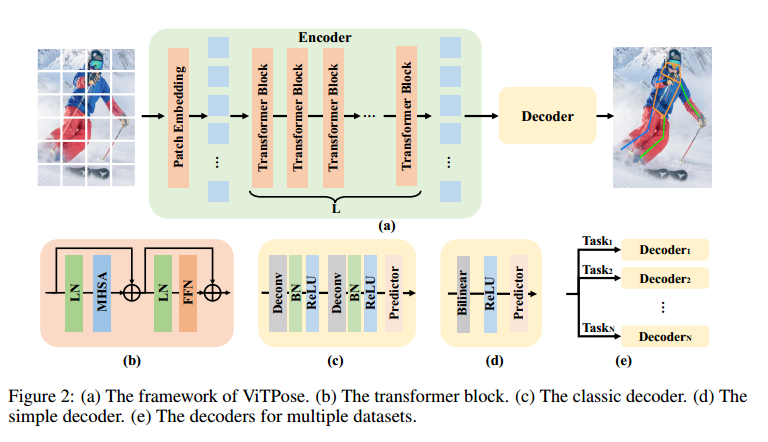 Encoder
Patch Embedding
Transformer Block
Transformer Block
Transformer Block
...
Transformer Block
L
Decoder
(a)
LN
MHSA
LN
FFN
(b)
Deconv
BN
ReLU
Deconv
BN
ReLU
Predictor
(c)
Bilinear
ReLU
Predictor
(d)
Task1
Decoder1
Task2
Decoder2
TaskN
DecoderN
(e)
Figure 2: (a) The framework of ViTPose. (b) The transformer block. (c) The classic decoder. (d) The
simple decoder. (e) The decoders for multiple datasets.